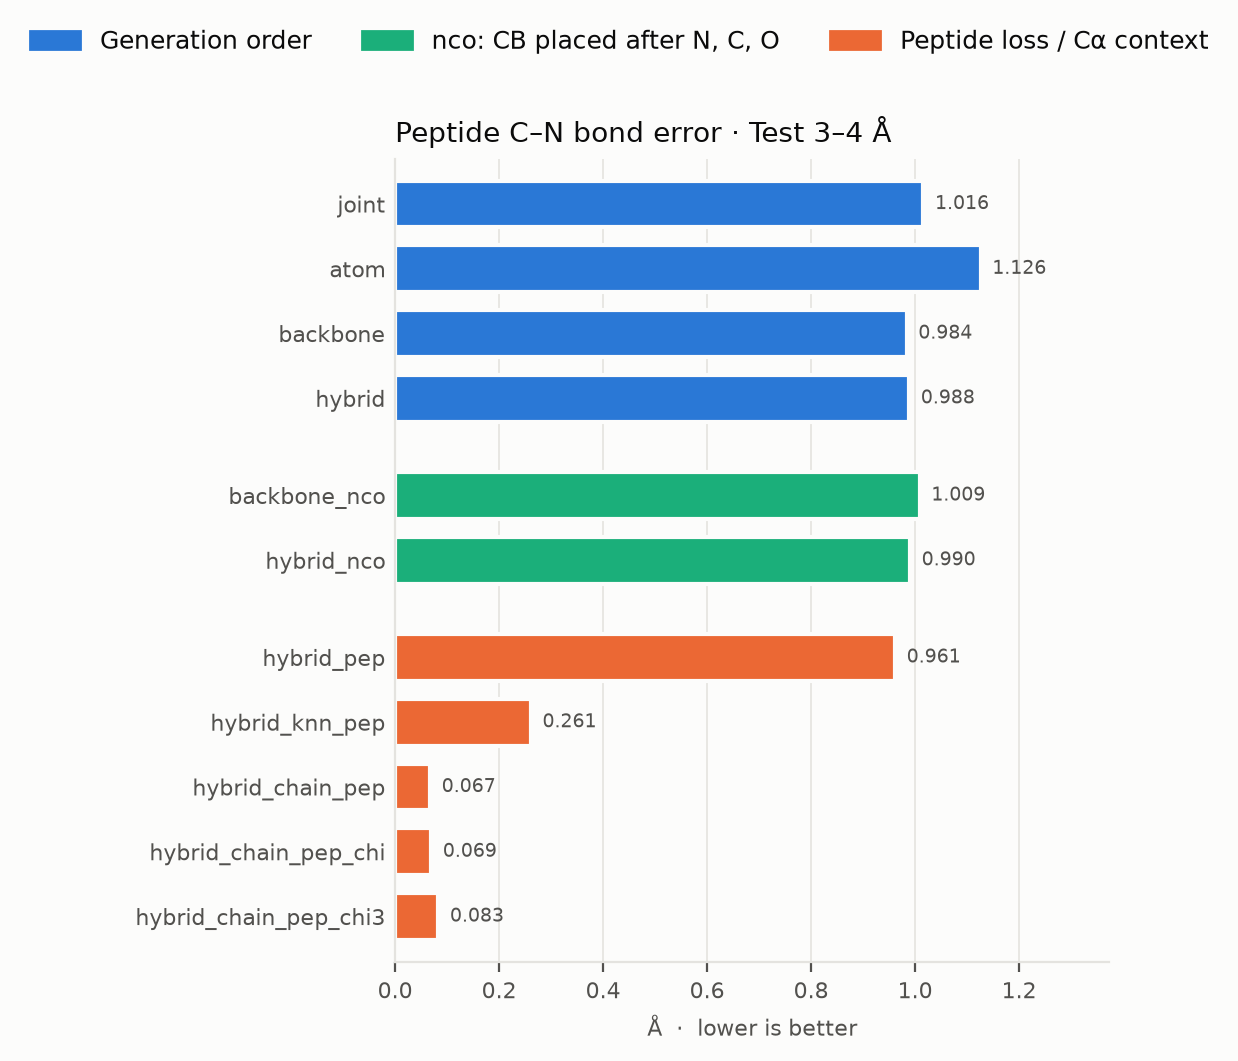 Generation order
nco: CB placed after N, C, O
Peptide loss / Cα context
Peptide C–N bond error · Test 3–4 Å
joint 1.016
atom 1.126
backbone 0.984
hybrid 0.988
backbone_nco 1.009
hybrid_nco 0.990
hybrid_pep 0.961
hybrid_knn_pep 0.261
hybrid_chain_pep 0.067
hybrid_chain_pep_chi 0.069
hybrid_chain_pep_chi3 0.083
0.0 0.2 0.4 0.6 0.8 1.0 1.2
Å · lower is better